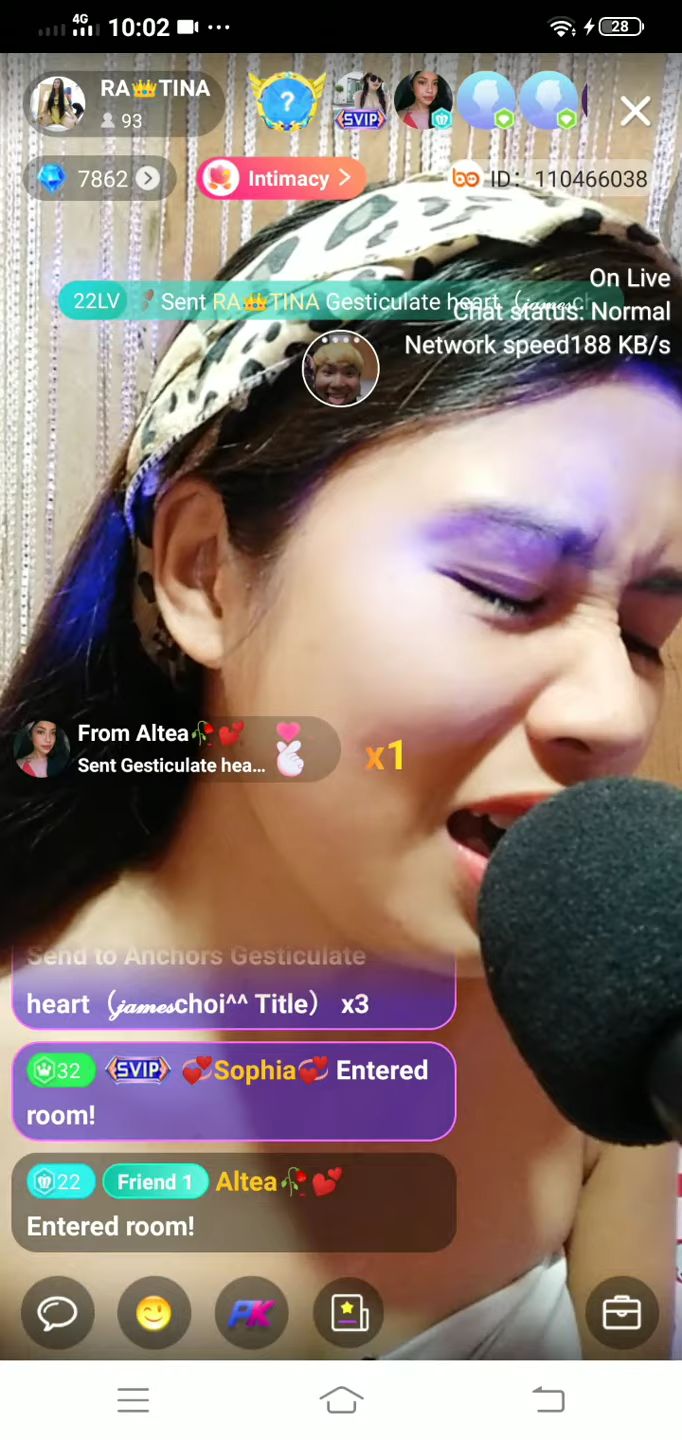 4G
10:02
28
RA👑TINA
93
?
SVIP
7862
Intimacy
ID: 110466038
On Live
22LV Sent RA👑TINA Gesticulate heart（𝓳𝓪𝓶𝓮𝓼c
Chat status: Normal
Network speed188 KB/s
From Altea🥀💕
Sent Gesticulate hea...
x1
Send to Anchors Gesticulate
heart（𝓳𝓪𝓶𝓮𝓼choi^^ Title） x3
32 SVIP 💞Sophia💞 Entered
room!
22 Friend 1 Altea🥀💕
Entered room!
PK